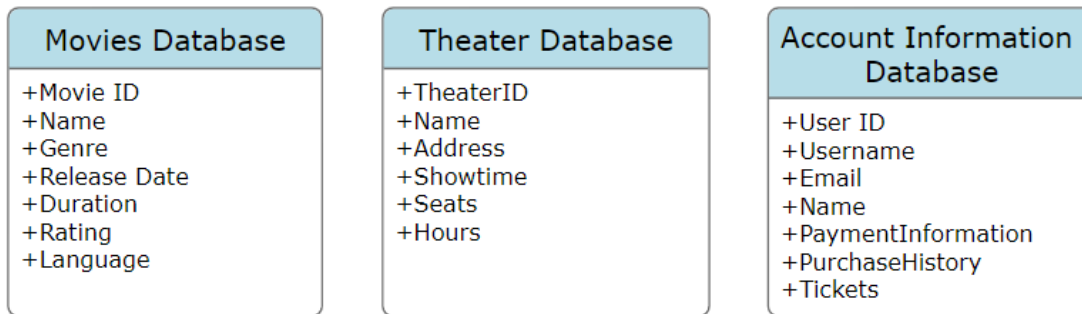 Movies Database
+Movie ID
+Name
+Genre
+Release Date
+Duration
+Rating
+Language
Theater Database
+TheaterID
+Name
+Address
+Showtime
+Seats
+Hours
Account Information
Database
+User ID
+Username
+Email
+Name
+PaymentInformation
+PurchaseHistory
+Tickets